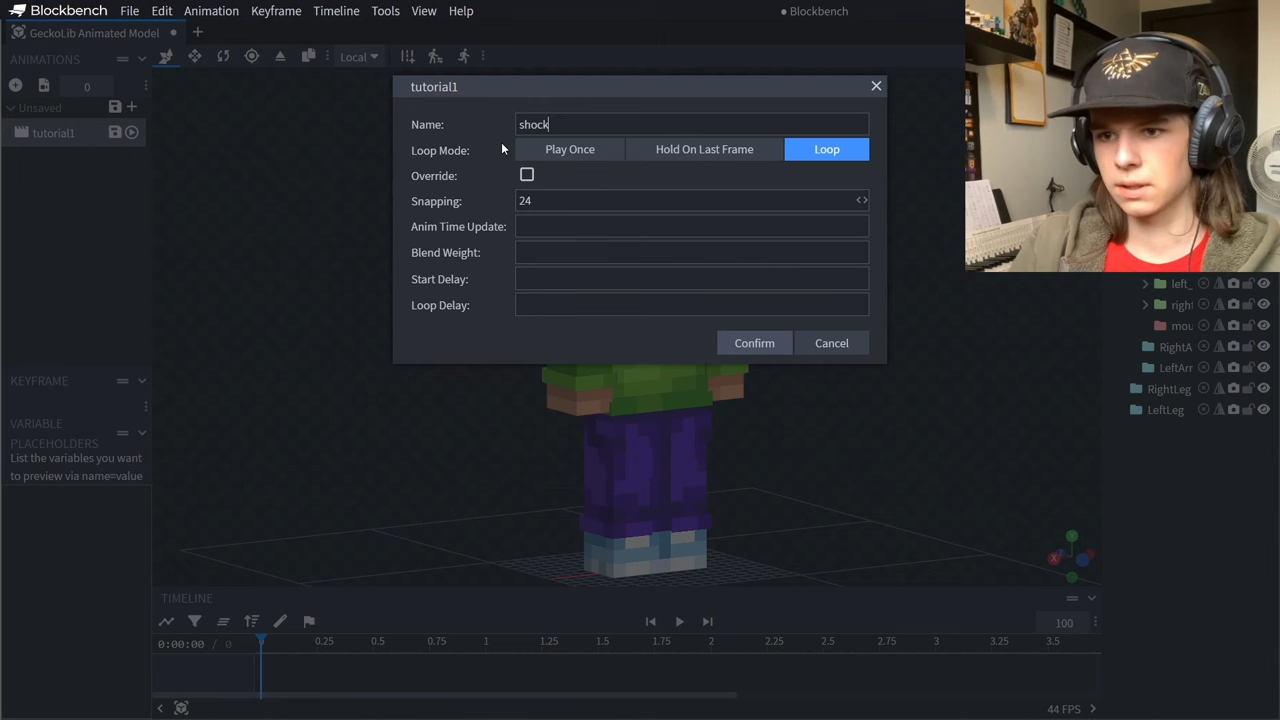 Blockbench File Edit Animation Keyframe Timeline Tools View Help
● Blockbench
GeckoLib Animated Model
ANIMATIONS
Local
0
Unsaved
tutorial1
tutorial1
Name: shock
Loop Mode: Play Once Hold On Last Frame Loop
Override:
Snapping: 24
Anim Time Update:
Blend Weight:
Start Delay:
Loop Delay:
Confirm Cancel
left_
right
mou
RightA
LeftArr
RightLeg
LeftLeg
KEYFRAME
VARIABLE
PLACEHOLDERS
List the variables you want
to preview via name=value
X
Y
TIMELINE
100
0:00:00 / 0
0 0.25 0.5 0.75 1 1.25 1.5 1.75 2 2.25 2.5 2.75 3 3.25 3.5
44 FPS